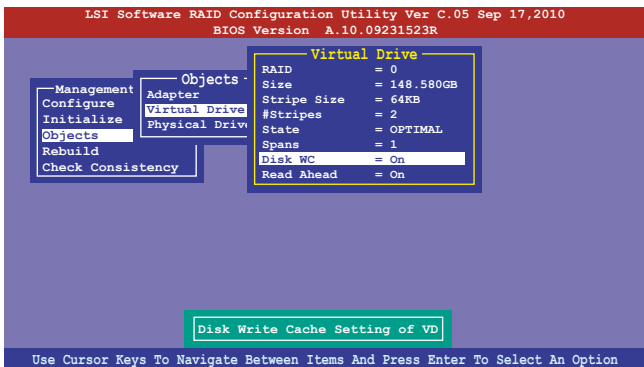 LSI Software RAID Configuration Utility Ver C.05 Sep 17,2010
BIOS Version A.10.09231523R
Management
Configure
Initialize
Objects
Rebuild
Check Consistency
Objects
Adapter
Virtual Drive
Physical Drive
Virtual Drive
RAID = 0
Size = 148.580GB
Stripe Size = 64KB
#Stripes = 2
State = OPTIMAL
Spans = 1
Disk WC = On
Read Ahead = On
Disk Write Cache Setting of VD
Use Cursor Keys To Navigate Between Items And Press Enter To Select An Option